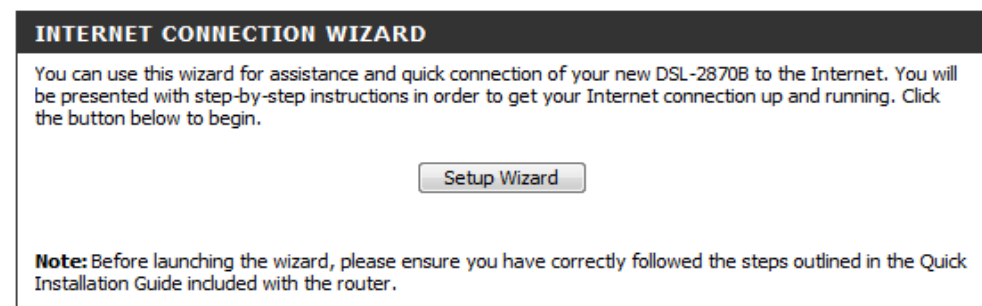 INTERNET CONNECTION WIZARD
You can use this wizard for assistance and quick connection of your new DSL-2870B to the Internet. You will
be presented with step-by-step instructions in order to get your Internet connection up and running. Click
the button below to begin.
Setup Wizard
Note: Before launching the wizard, please ensure you have correctly followed the steps outlined in the Quick
Installation Guide included with the router.